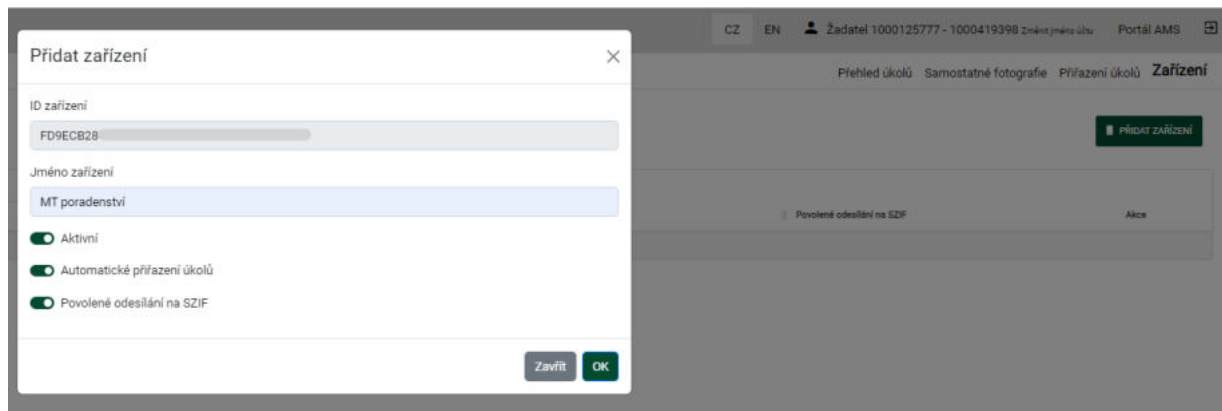 CZ EN Žadatel 1000125777 - 1000419398 Změnit jméno účtu Portál AMS
Přidat zařízení
Přehled úkolů Samostatné fotografie Přiřazení úkolů Zařízení
ID zařízení
FD9ECB28
PŘIDAT ZAŘÍZENÍ
Jméno zařízení
MT poradenství
Povolené odesílání na SZIF Akce
Aktivní
Automatické přiřazení úkolů
Povolené odesílání na SZIF
Zavřít OK